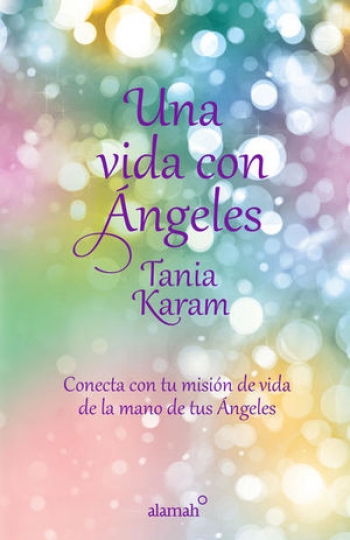 Una
vida con
Ángeles
Tania
Karam
Conecta con tu misión de vida
de la mano de tus Ángeles
alamah